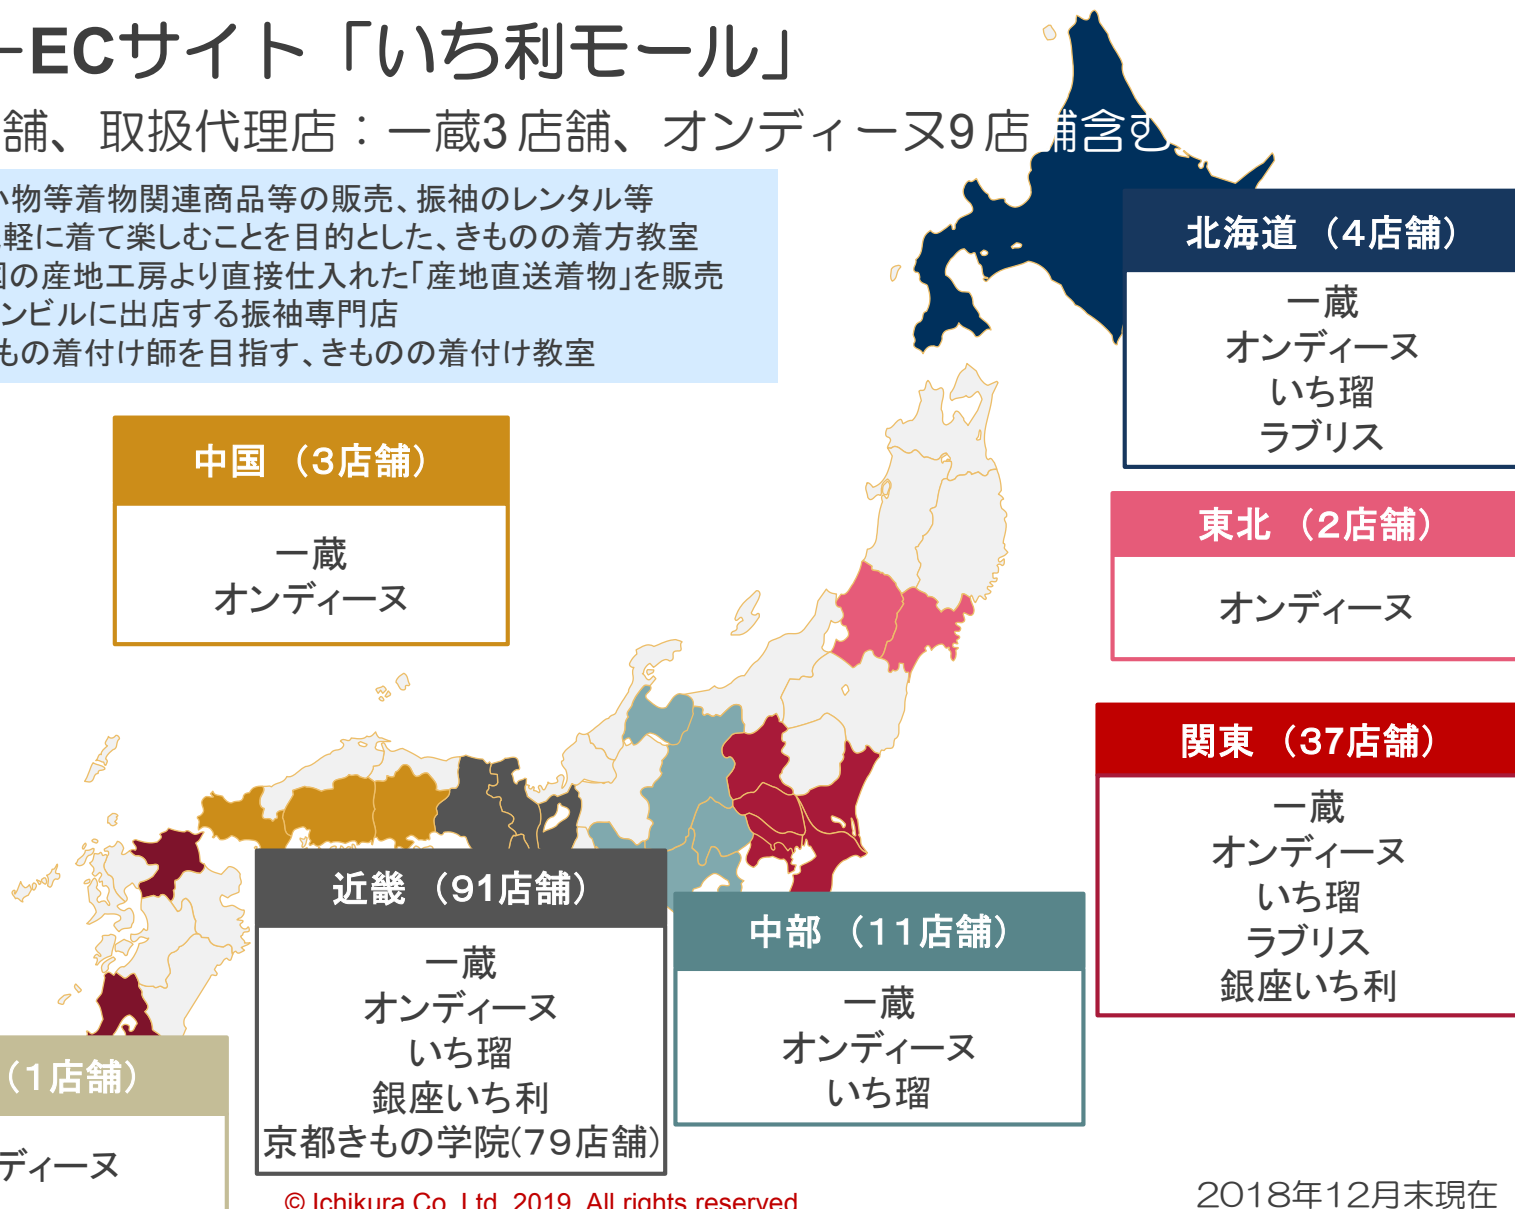 -ECサイト「いち利モール」
舗、取扱代理店：一蔵3店舗、オンディーヌ9店舗含む
小物等着物関連商品等の販売、振袖のレンタル等
軽に着て楽しむことを目的とした、きものの着方教室
国の産地工房より直接仕入れた「産地直送着物」を販売
ンビルに出店する振袖専門店
もの着付け師を目指す、きものの着付け教室
北海道（4店舗）
一蔵
オンディーヌ
いち瑠
ラブリス
中国（3店舗）
一蔵
オンディーヌ
東北（2店舗）
オンディーヌ
関東（37店舗）
一蔵
オンディーヌ
いち瑠
ラブリス
銀座いち利
近畿（91店舗）
一蔵
オンディーヌ
いち瑠
銀座いち利
京都きもの学院(79店舗)
中部（11店舗）
一蔵
オンディーヌ
いち瑠
（1店舗）
ディーヌ
© Ichikura Co. Ltd. 2019. All rights reserved
2018年12月末現在